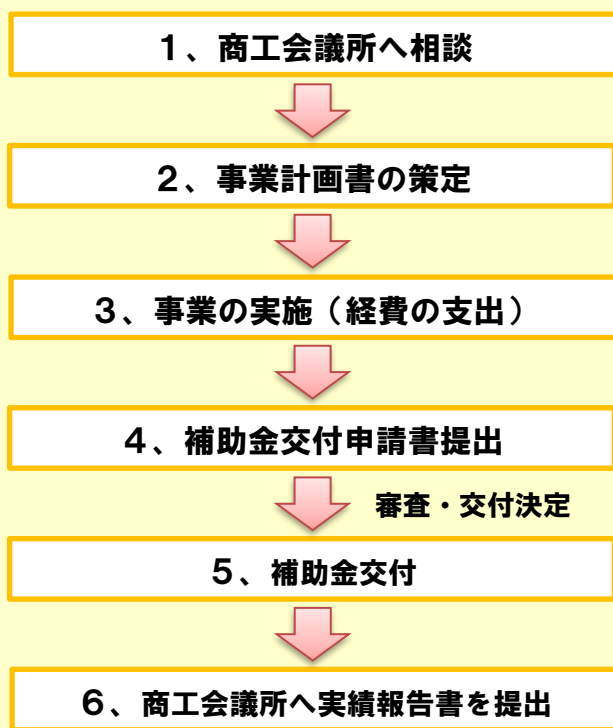 １、商工会議所へ相談
２、事業計画書の策定
３、事業の実施（経費の支出）
４、補助金交付申請書提出
審査・交付決定
５、補助金交付
６、商工会議所へ実績報告書を提出